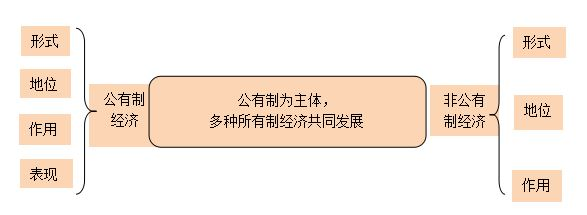 形式
地位
作用
表现
公有制
经济
公有制为主体，
多种所有制经济共同发展
非公有
制经济
形式
地位
作用